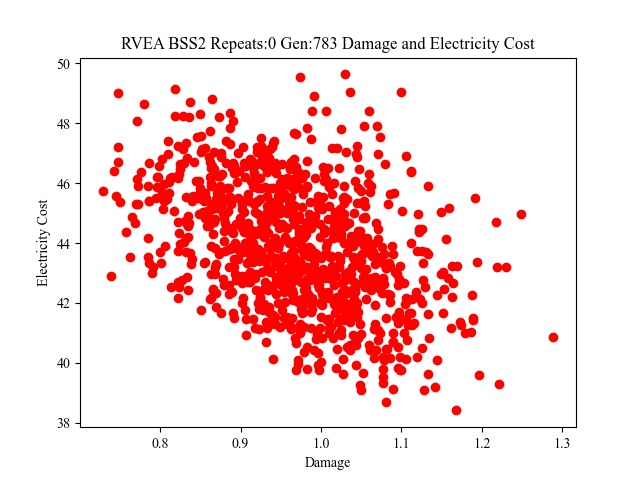 RVEA BSS2 Repeats:0 Gen:783 Damage and Electricity Cost
50
48
46
44
42
40
38
Electricity Cost
0.8 0.9 1.0 1.1 1.2 1.3
Damage